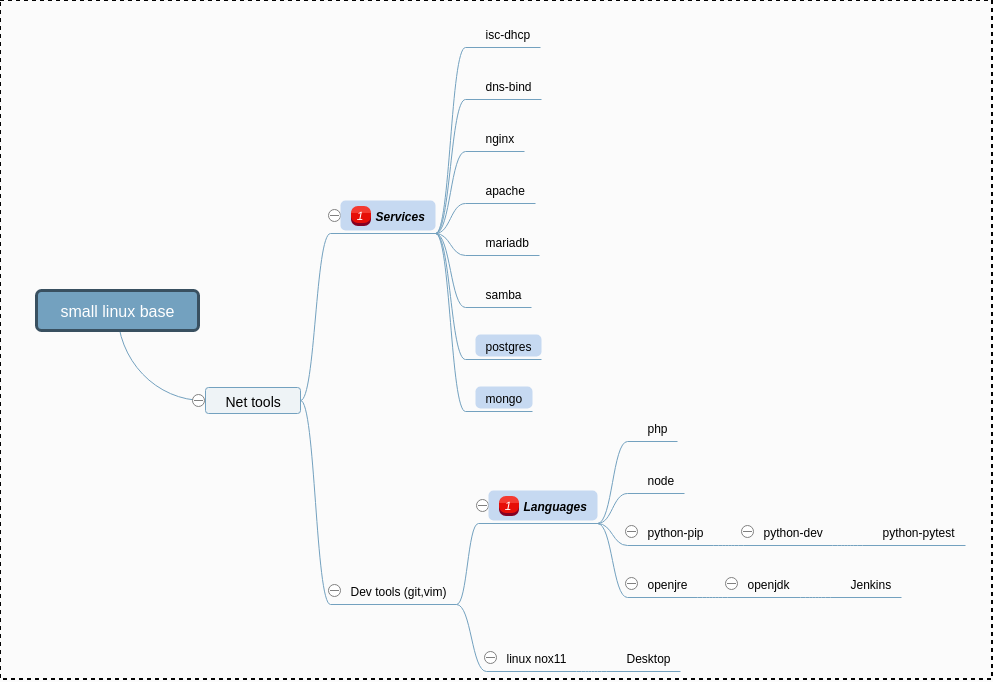 isc-dhcp
dns-bind
nginx
apache
1 Services
mariadb
samba
small linux base
postgres
mongo
Net tools
php
node
1 Languages
python-pip python-dev python-pytest
openjre openjdk Jenkins
Dev tools (git,vim)
linux nox11 Desktop